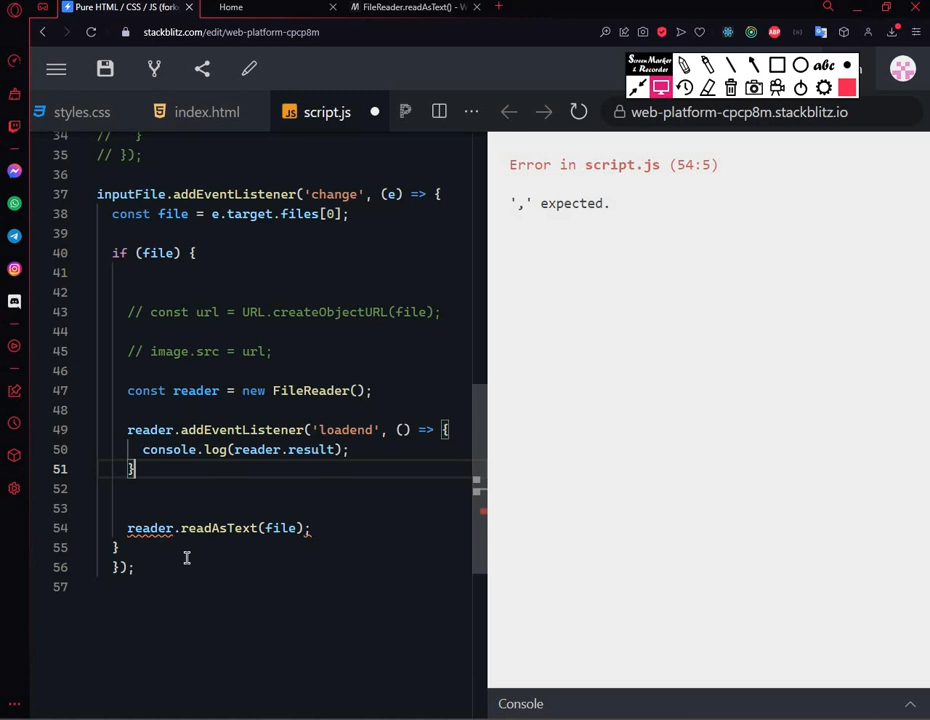 Pure HTML / CSS / JS (fork
Home
FileReader.readAsText() - W
stackblitz.com/edit/web-platform-cpcp8m
Screen Marker
& Recorder
abc
styles.css
index.html
JS script.js
web-platform-cpcp8m.stackblitz.io
34 //   }
35 // });
36
37 inputFile.addEventListener('change', (e) => {
38 const file = e.target.files[0];
39
40 if (file) {
41
42
43 // const url = URL.createObjectURL(file);
44
45 // image.src = url;
46
47 const reader = new FileReader();
48
49 reader.addEventListener('loadend', () => {
50 console.log(reader.result);
51 }
52
53
54 reader.readAsText(file);
55 }
56 });
57
Error in script.js (54:5)
',' expected.
Console